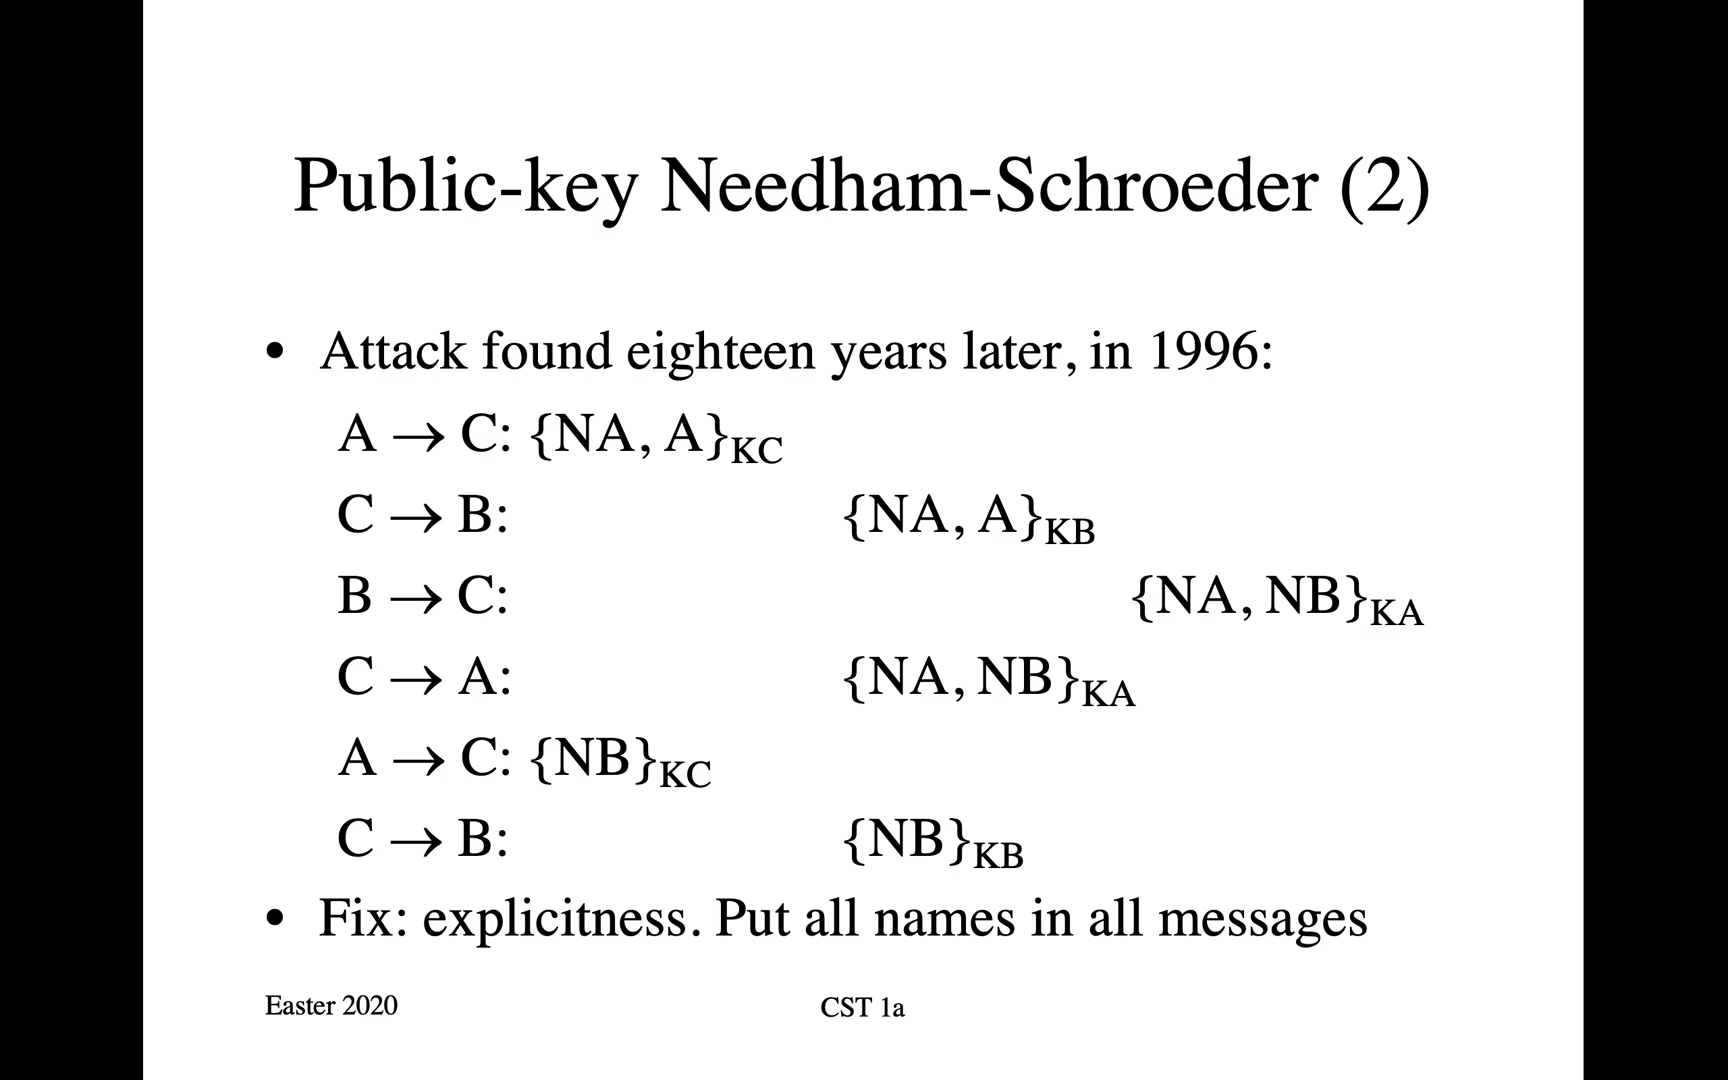 Public-key Needham-Schroeder (2)
• Attack found eighteen years later, in 1996:
A → C: {NA, A}KC
C → B: {NA, A}KB
B → C: {NA, NB}KA
C → A: {NA, NB}KA
A → C: {NB}KC
C → B: {NB}KB
• Fix: explicitness. Put all names in all messages
Easter 2020 CST 1a